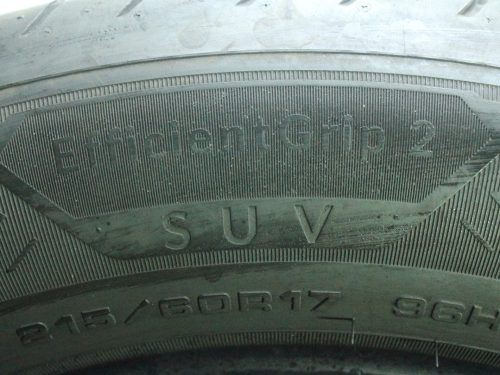 EfficientGrip 2
SUV
215/60R17 96H